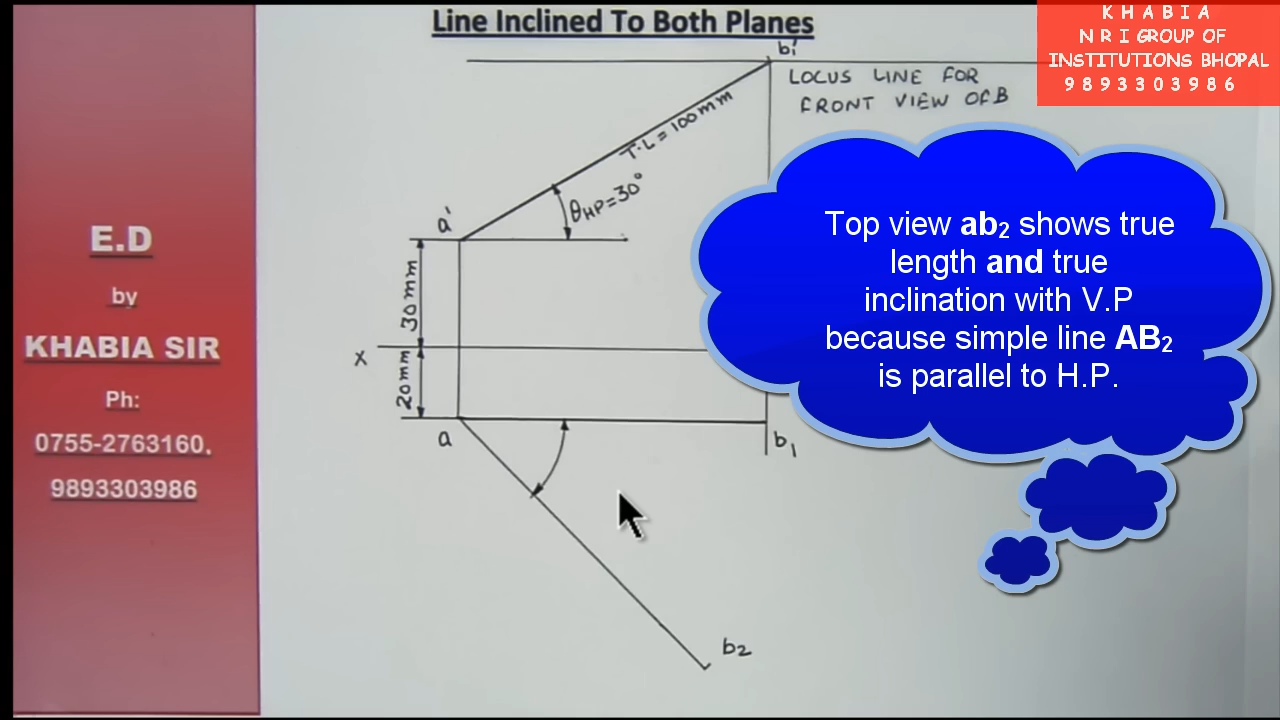 Line Inclined To Both Planes
K H A B I A
N R I GROUP OF
INSTITUTIONS BHOPAL
9 8 9 3 3 0 3 9 8 6
E.D
by
KHABIA SIR
Ph:
0755-2763160.
9893303986
b₁'
LOCUS LINE FOR
FRONT VIEW OF B
T.L = 100mm
θHP=30°
a'
30mm
X
20mm
a
b₁
b₂
Top view ab₂ shows true
length and true
inclination with V.P
because simple line AB₂
is parallel to H.P.